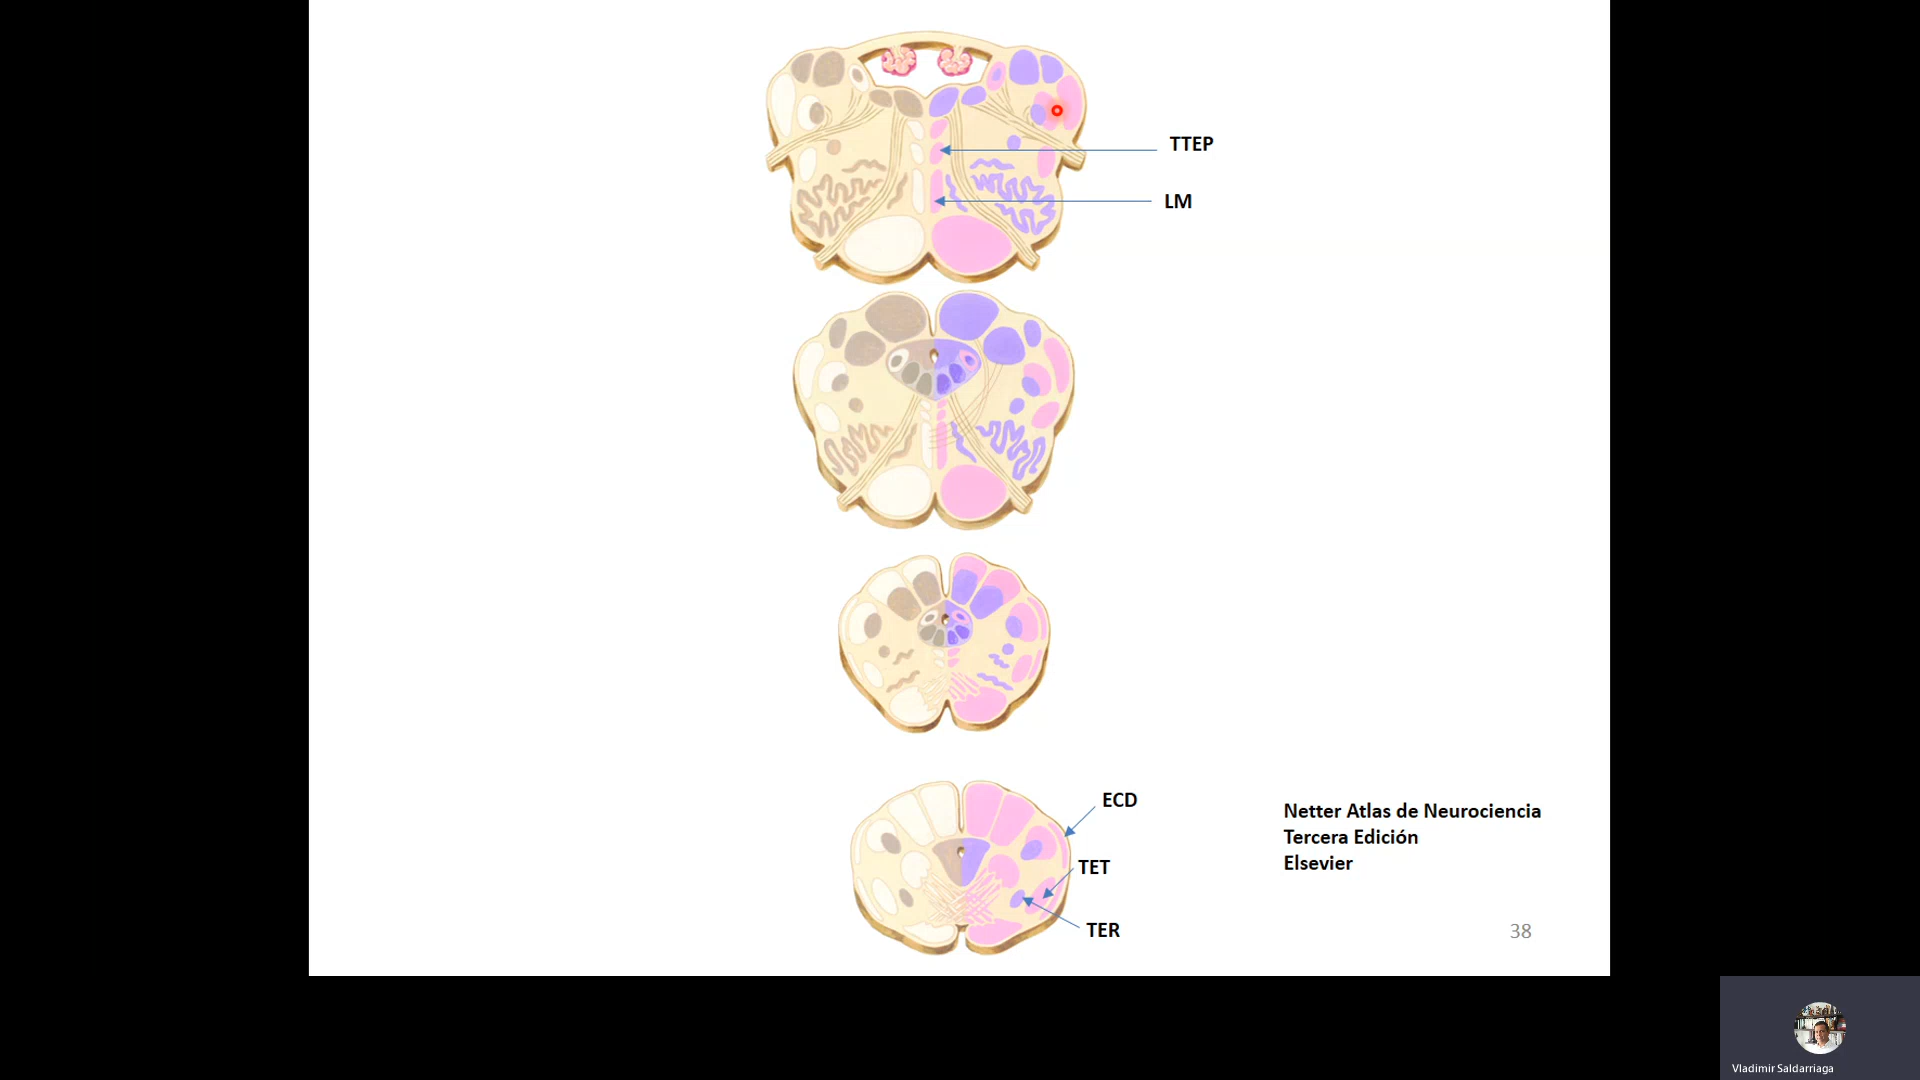 TTEP
LM
ECD
TET
TER
Netter Atlas de Neurociencia
Tercera Edición
Elsevier
38
Vladimir Saldarriaga